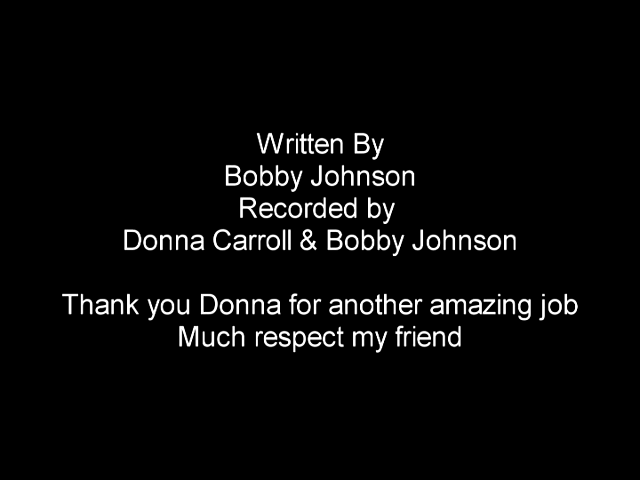 Written By
Bobby Johnson
Recorded by
Donna Carroll & Bobby Johnson
Thank you Donna for another amazing job
Much respect my friend